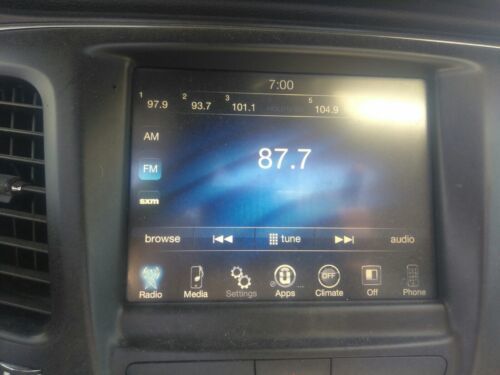 7:00
1 97.9 2 93.7 3 101.1 5 104.9
AM
FM
87.7
sxm
browse tune audio
OFF
Radio Media Settings Apps Climate Off Phone